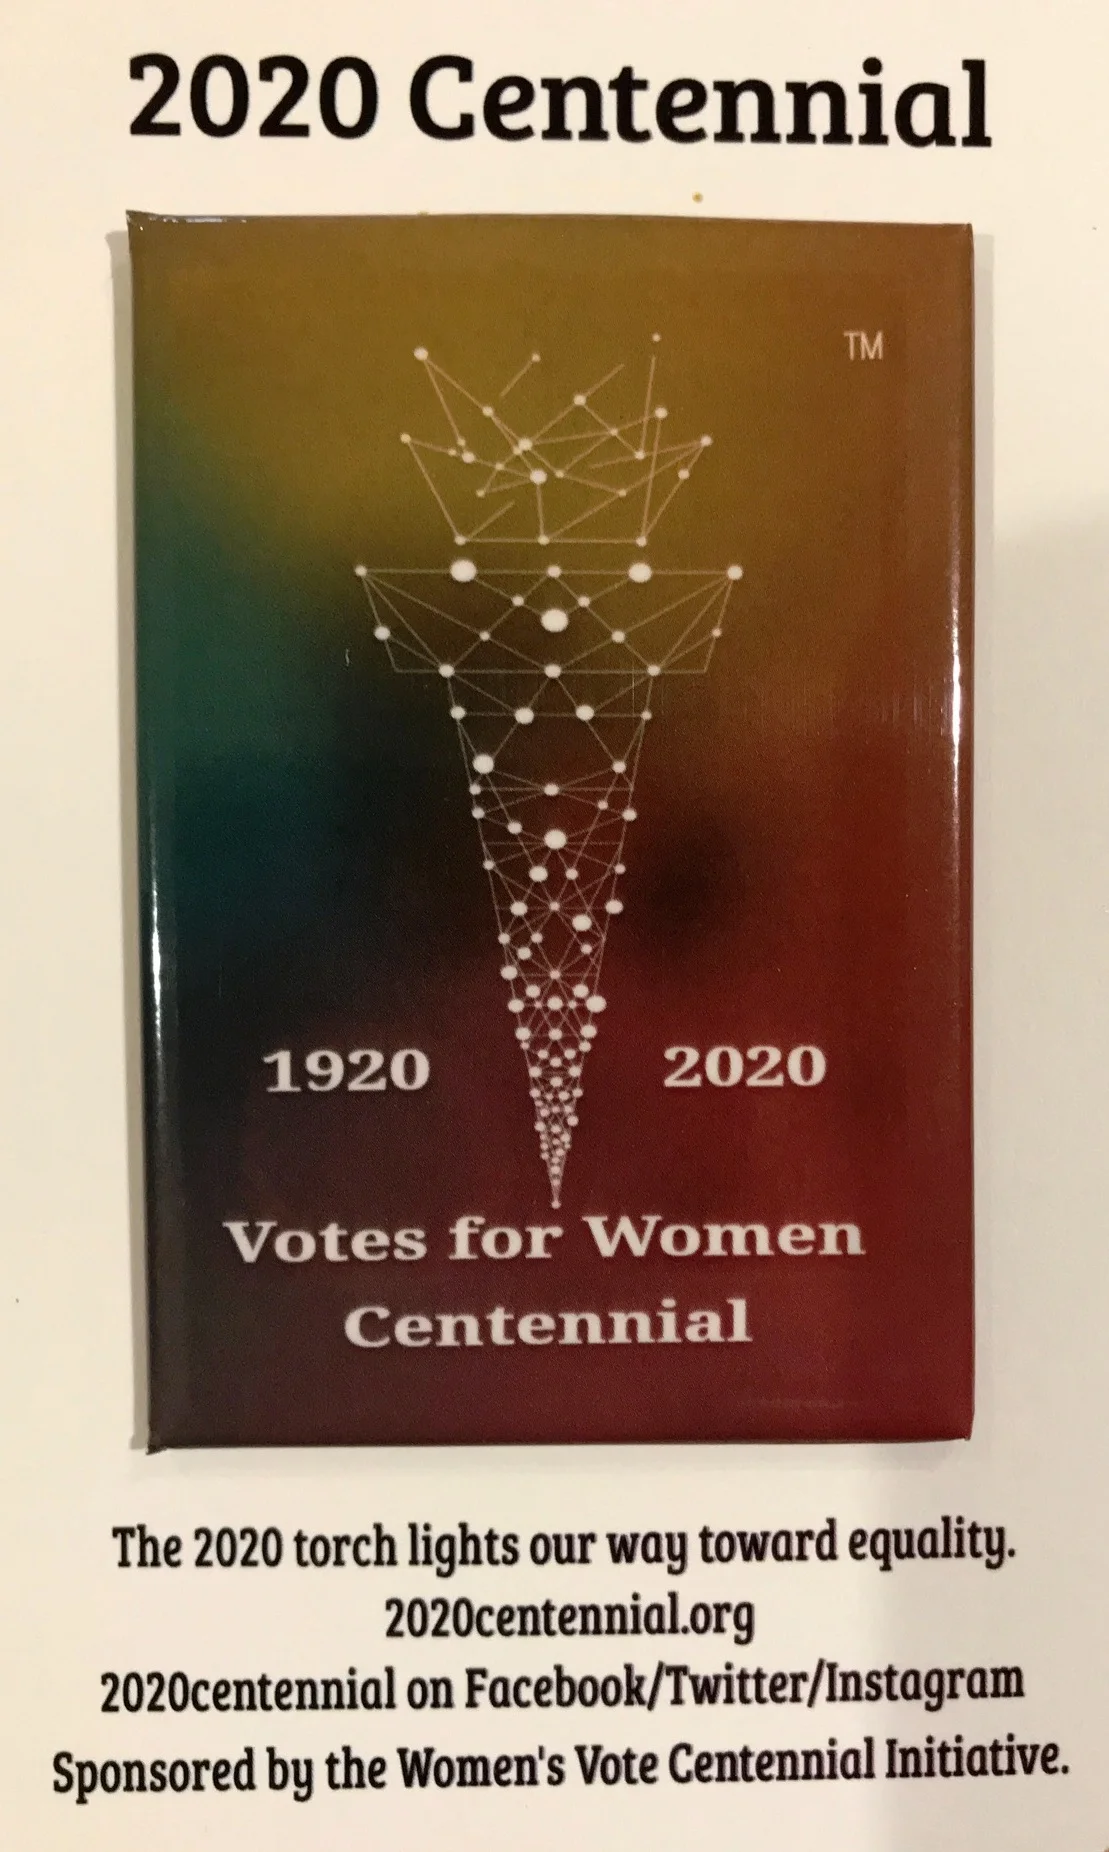 2020 Centennial
TM
1920 2020
Votes for Women
Centennial
The 2020 torch lights our way toward equality.
2020centennial.org
2020centennial on Facebook/Twitter/Instagram
Sponsored by the Women's Vote Centennial Initiative.